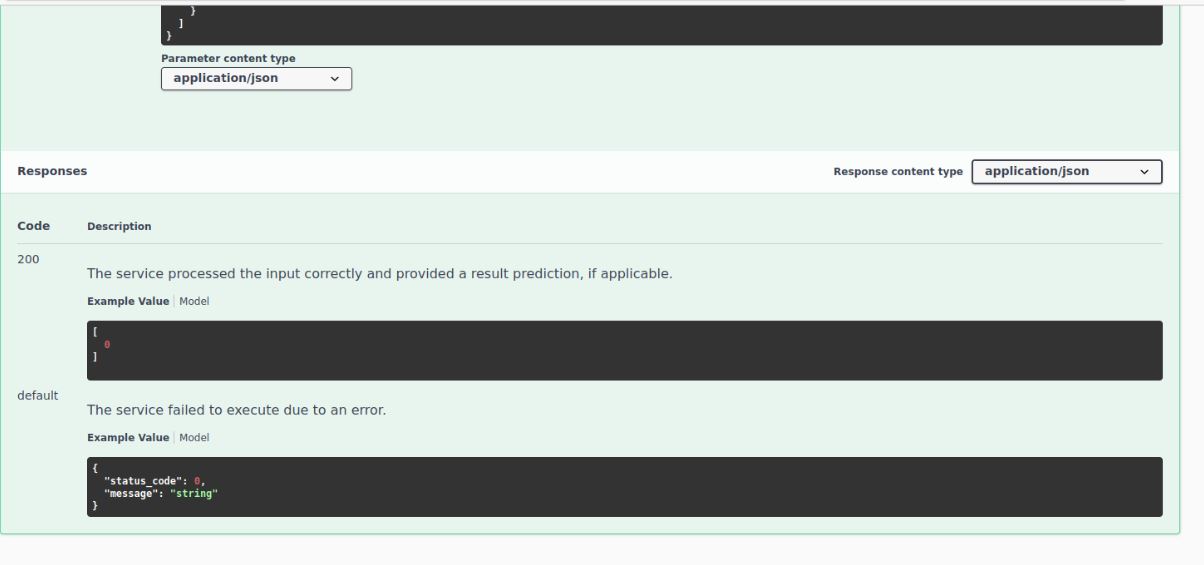 }
]
}
Parameter content type
application/json
Responses
Response content type
application/json
Code
Description
200
The service processed the input correctly and provided a result prediction, if applicable.
Example Value
Model
[
0
]
default
The service failed to execute due to an error.
Example Value
Model
{
"status_code": 0,
"message": "string"
}